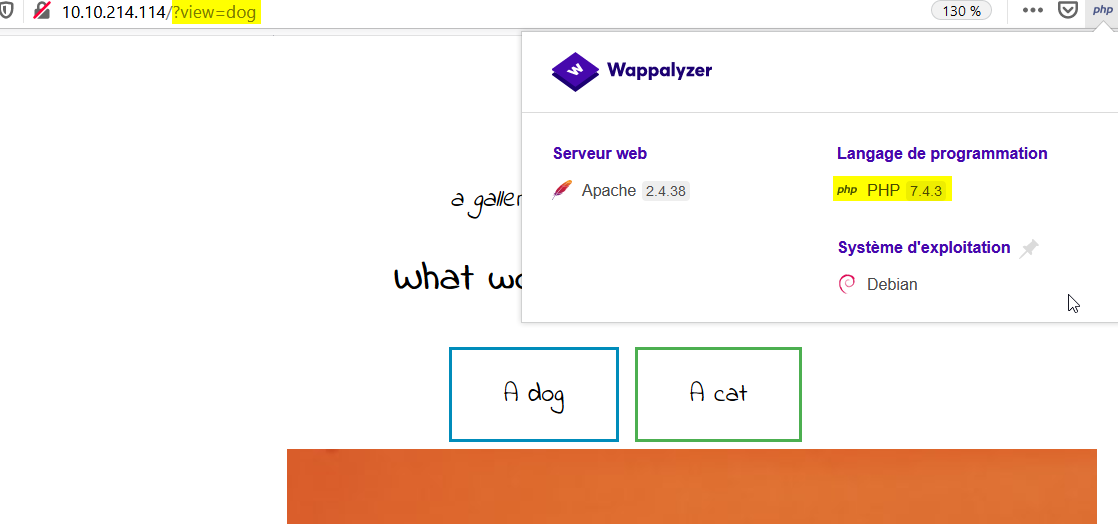 10.10.214.114/?view=dog
130 %
php
Wappalyzer
Serveur web
Langage de programmation
Apache 2.4.38
php PHP 7.4.3
a galler
Système d'exploitation
What wo
Debian
A dog
A cat